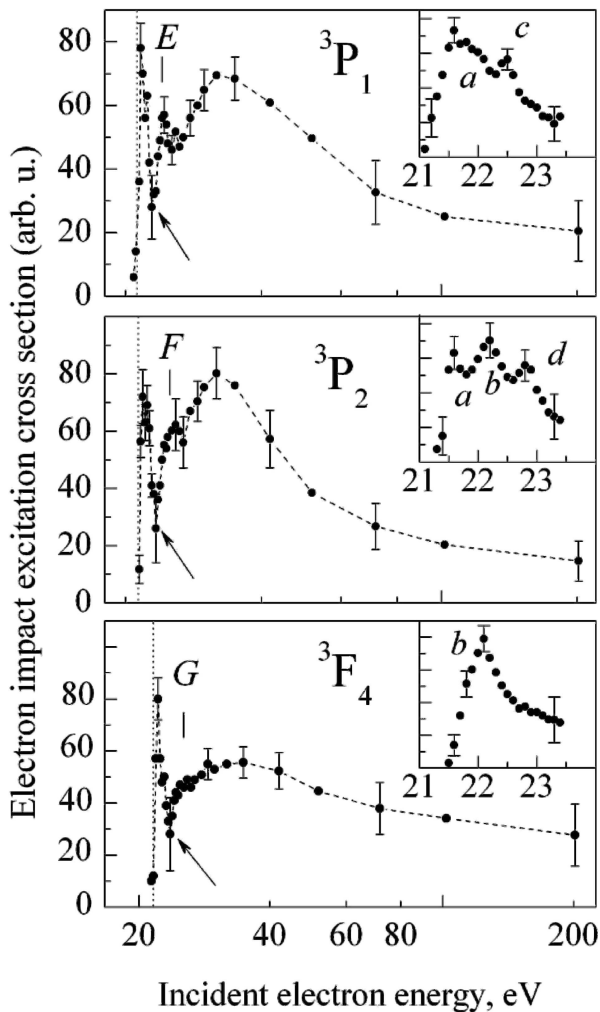 Electron impact excitation cross section (arb. u.)
80
60
40
20
0
E
³P₁
a
c
21 22 23
80
60
40
20
0
F
³P₂
a
b
d
21 22 23
80
60
40
20
0
G
³F₄
b
21 22 23
20 40 60 80 200
Incident electron energy, eV